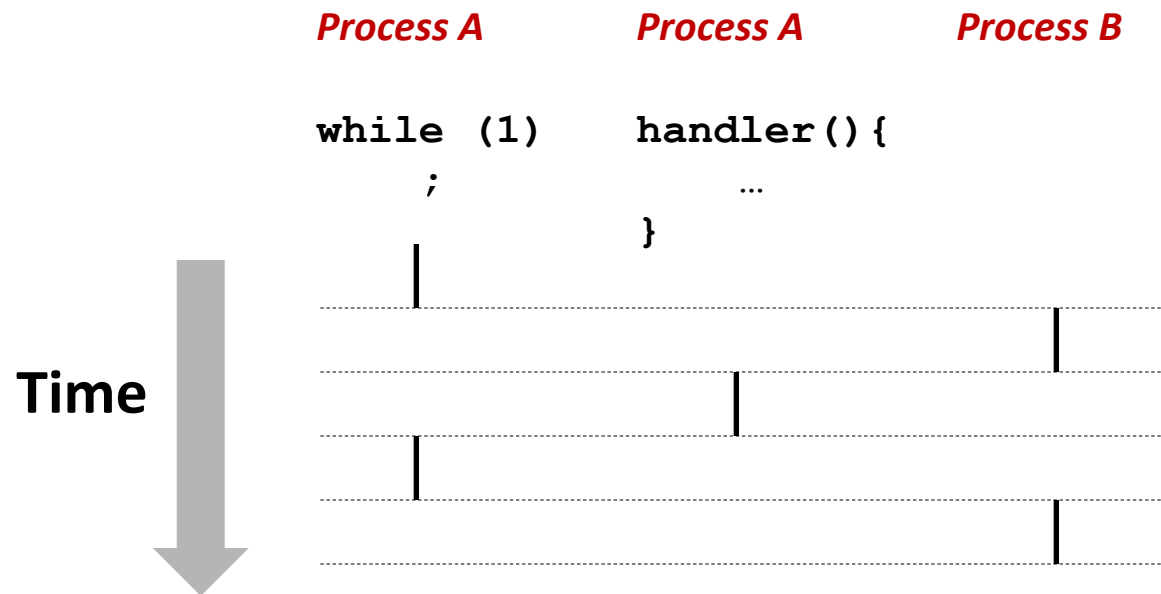 Process A Process A Process B
while (1) handler(){
; …
}
Time